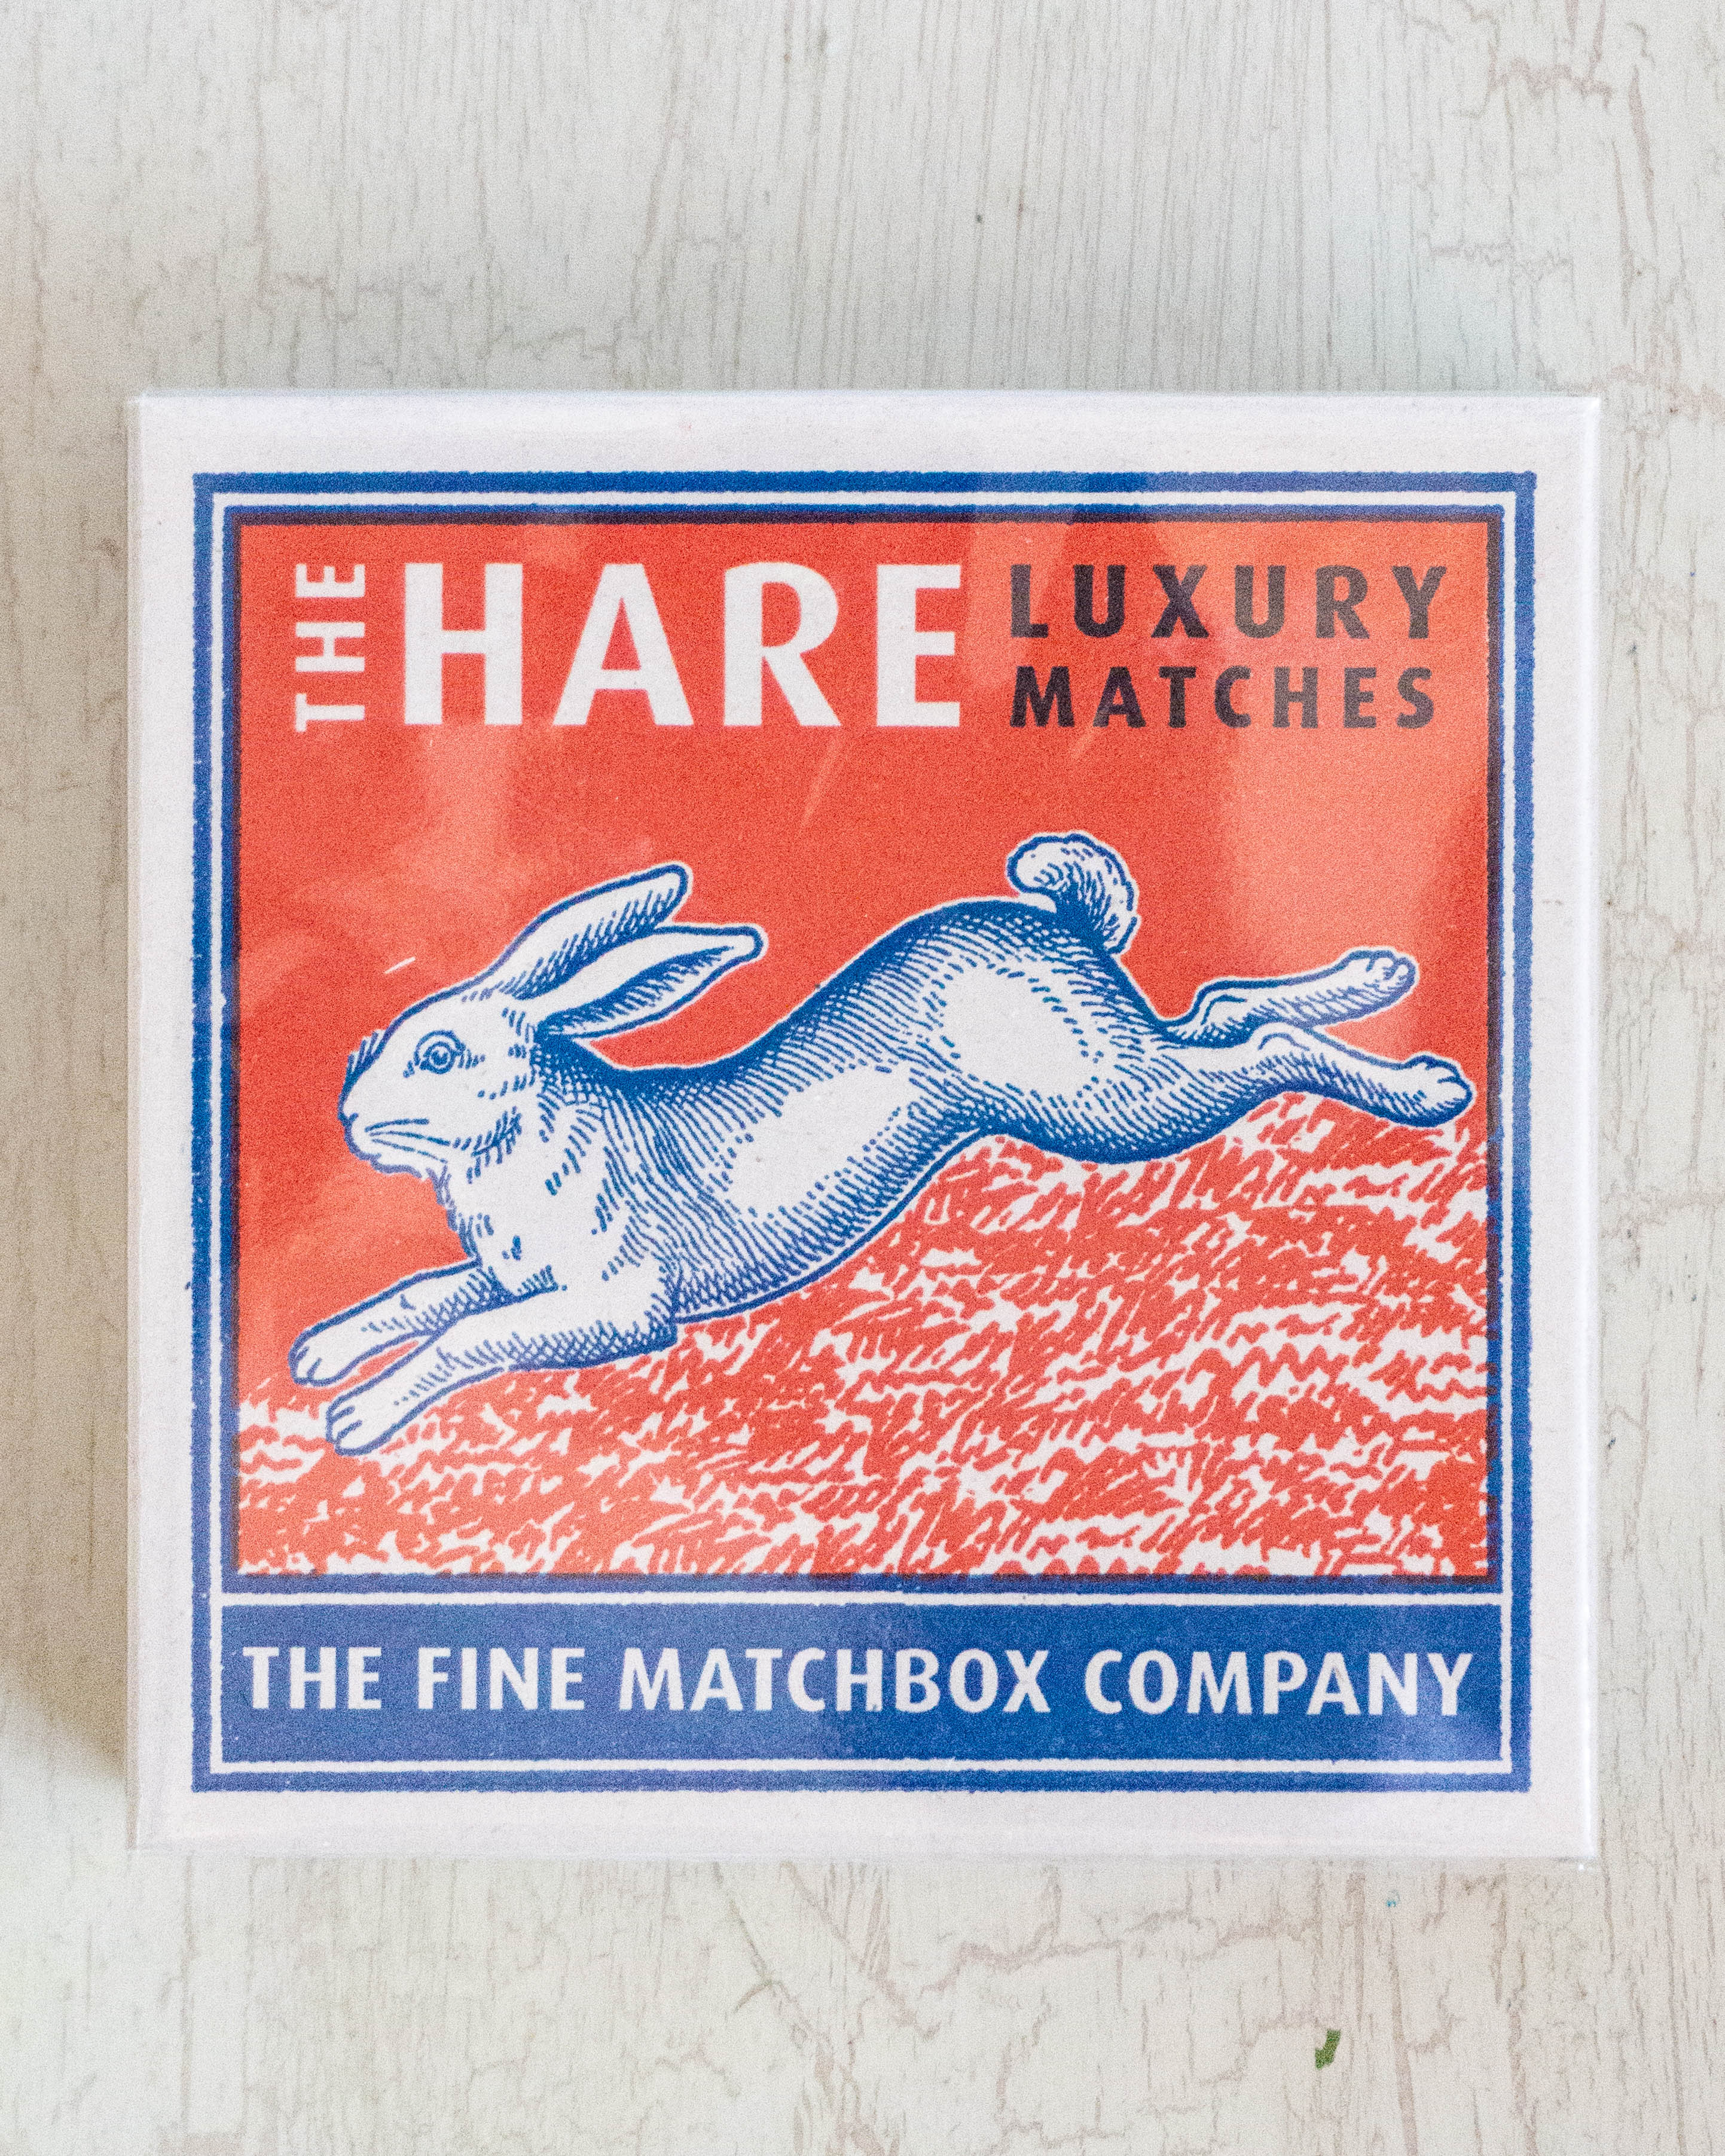 THE HARE LUXURY
MATCHES
THE FINE MATCHBOX COMPANY